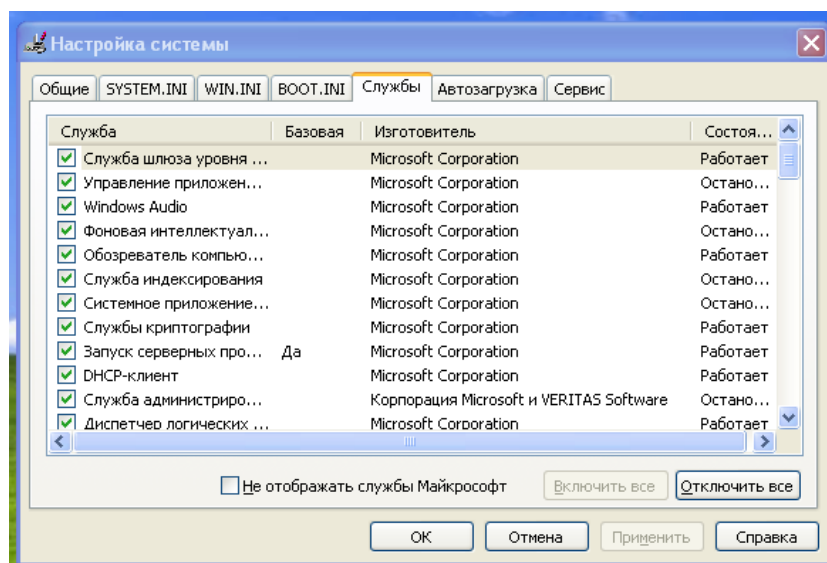 Настройка системы
Общие SYSTEM.INI WIN.INI BOOT.INI Службы Автозагрузка Сервис
Служба Базовая Изготовитель Состоя...
Служба шлюза уровня ... Microsoft Corporation Работает
Управление приложен... Microsoft Corporation Остано...
Windows Audio Microsoft Corporation Работает
Фоновая интеллектуал... Microsoft Corporation Остано...
Обозреватель компью... Microsoft Corporation Работает
Служба индексирования Microsoft Corporation Остано...
Системное приложение... Microsoft Corporation Остано...
Службы криптографии Microsoft Corporation Работает
Запуск серверных про... Да Microsoft Corporation Работает
DHCP-клиент Microsoft Corporation Работает
Служба администриро... Корпорация Microsoft и VERITAS Software Остано...
Диспетчер логических ... Microsoft Corporation Работает
Не отображать службы Майкрософт Включить все Отключить все
ОК Отмена Применить Справка